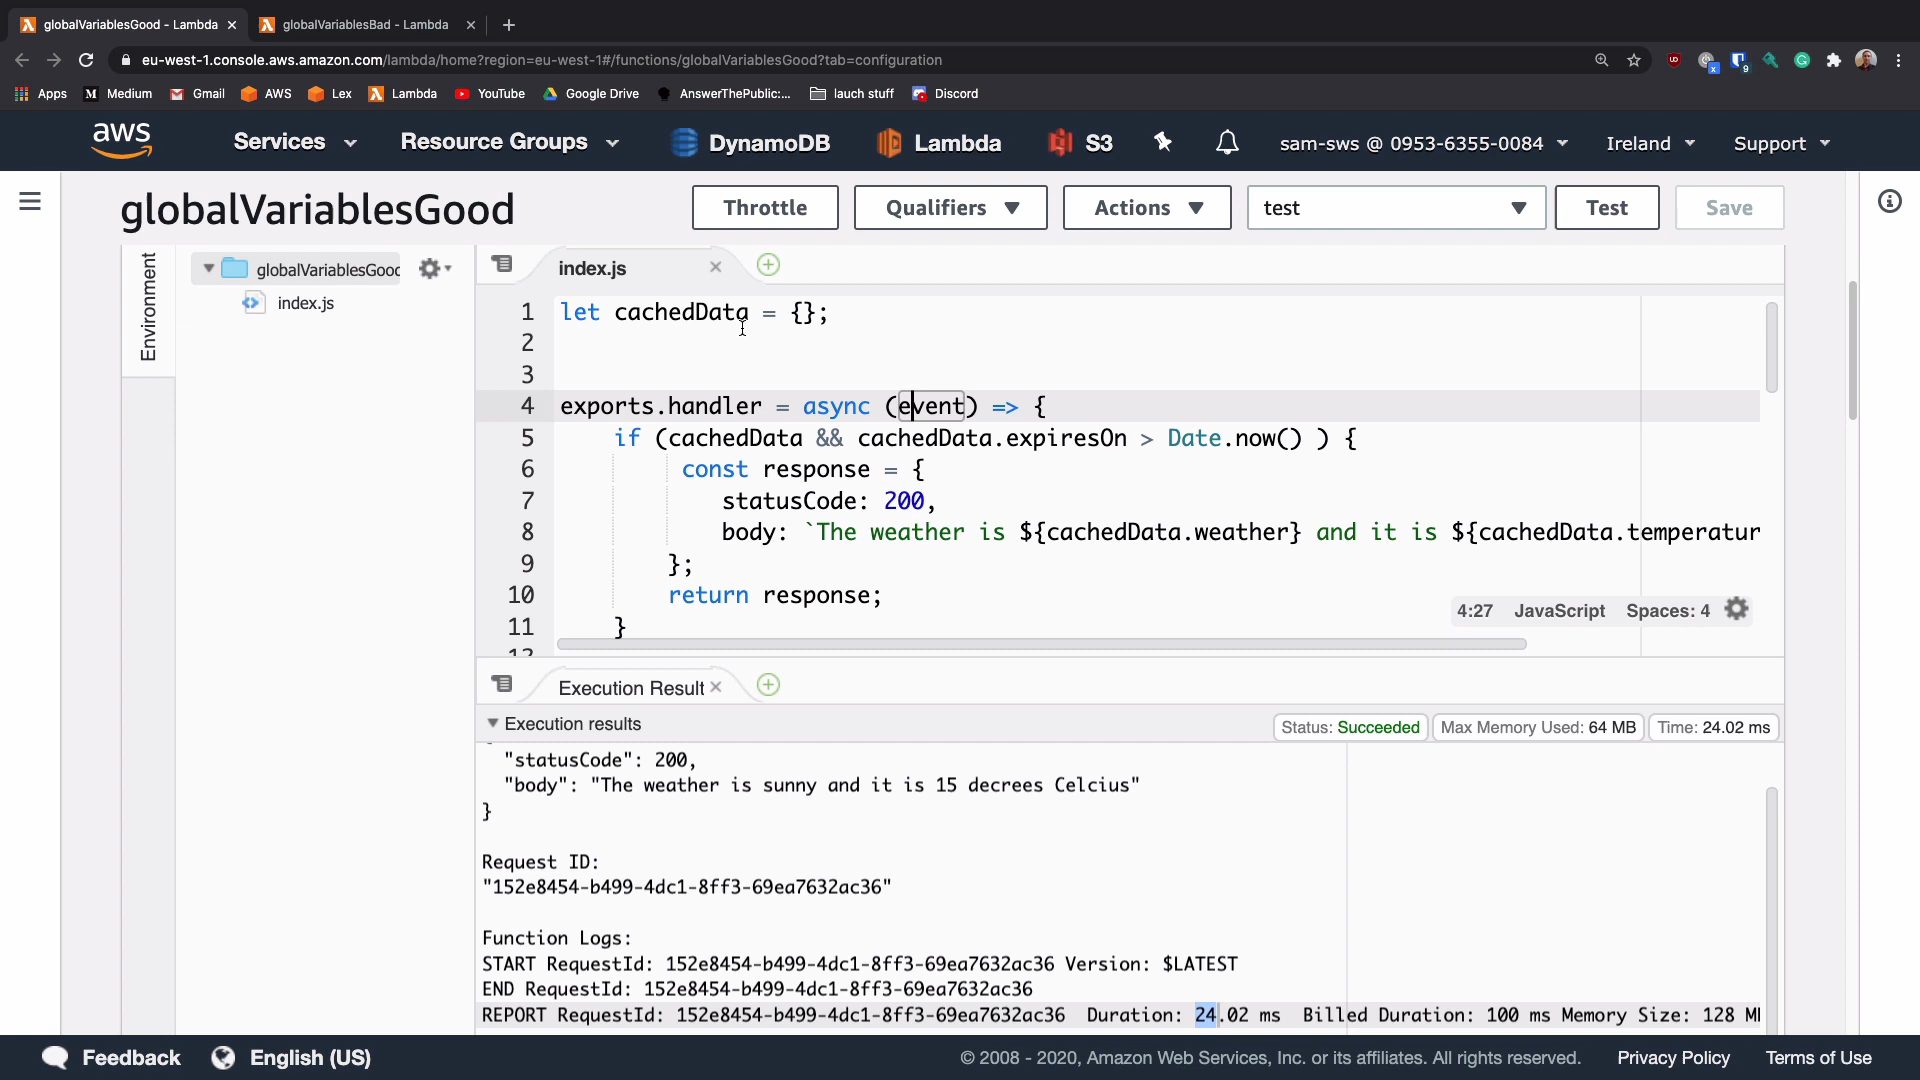 globalVariablesGood - Lambda
globalVariablesBad - Lambda
eu-west-1.console.aws.amazon.com/lambda/home?region=eu-west-1#/functions/globalVariablesGood?tab=configuration
Apps Medium Gmail AWS Lex Lambda YouTube Google Drive AnswerThePublic:... lauch stuff Discord
aws Services Resource Groups DynamoDB Lambda S3 sam-sws @ 0953-6355-0084 Ireland Support
globalVariablesGood Throttle Qualifiers Actions test Test Save
Environment
globalVariablesGood
index.js
index.js
1 let cachedData = {};
2
3
4 exports.handler = async (event) => {
5 if (cachedData && cachedData.expiresOn > Date.now() ) {
6 const response = {
7 statusCode: 200,
8 body: `The weather is ${cachedData.weather} and it is ${cachedData.temperatur
9 };
10 return response;
11 }
12
4:27 JavaScript Spaces: 4
Execution Result
Execution results Status: Succeeded Max Memory Used: 64 MB Time: 24.02 ms
"statusCode": 200,
"body": "The weather is sunny and it is 15 decrees Celcius"
}
Request ID:
"152e8454-b499-4dc1-8ff3-69ea7632ac36"
Function Logs:
START RequestId: 152e8454-b499-4dc1-8ff3-69ea7632ac36 Version: $LATEST
END RequestId: 152e8454-b499-4dc1-8ff3-69ea7632ac36
REPORT RequestId: 152e8454-b499-4dc1-8ff3-69ea7632ac36 Duration: 24.02 ms Billed Duration: 100 ms Memory Size: 128 M
Feedback English (US) © 2008 - 2020, Amazon Web Services, Inc. or its affiliates. All rights reserved. Privacy Policy Terms of Use